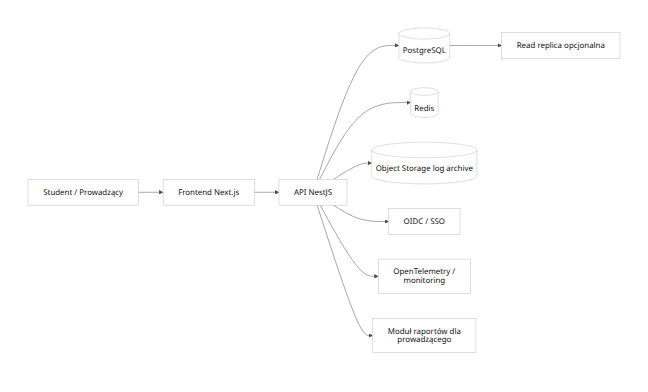 Student / Prowadzący
Frontend Next.js
API NestJS
PostgreSQL
Read replica opcjonalna
Redis
Object Storage log archive
OIDC / SSO
OpenTelemetry /
monitoring
Moduł raportów dla
prowadzącego